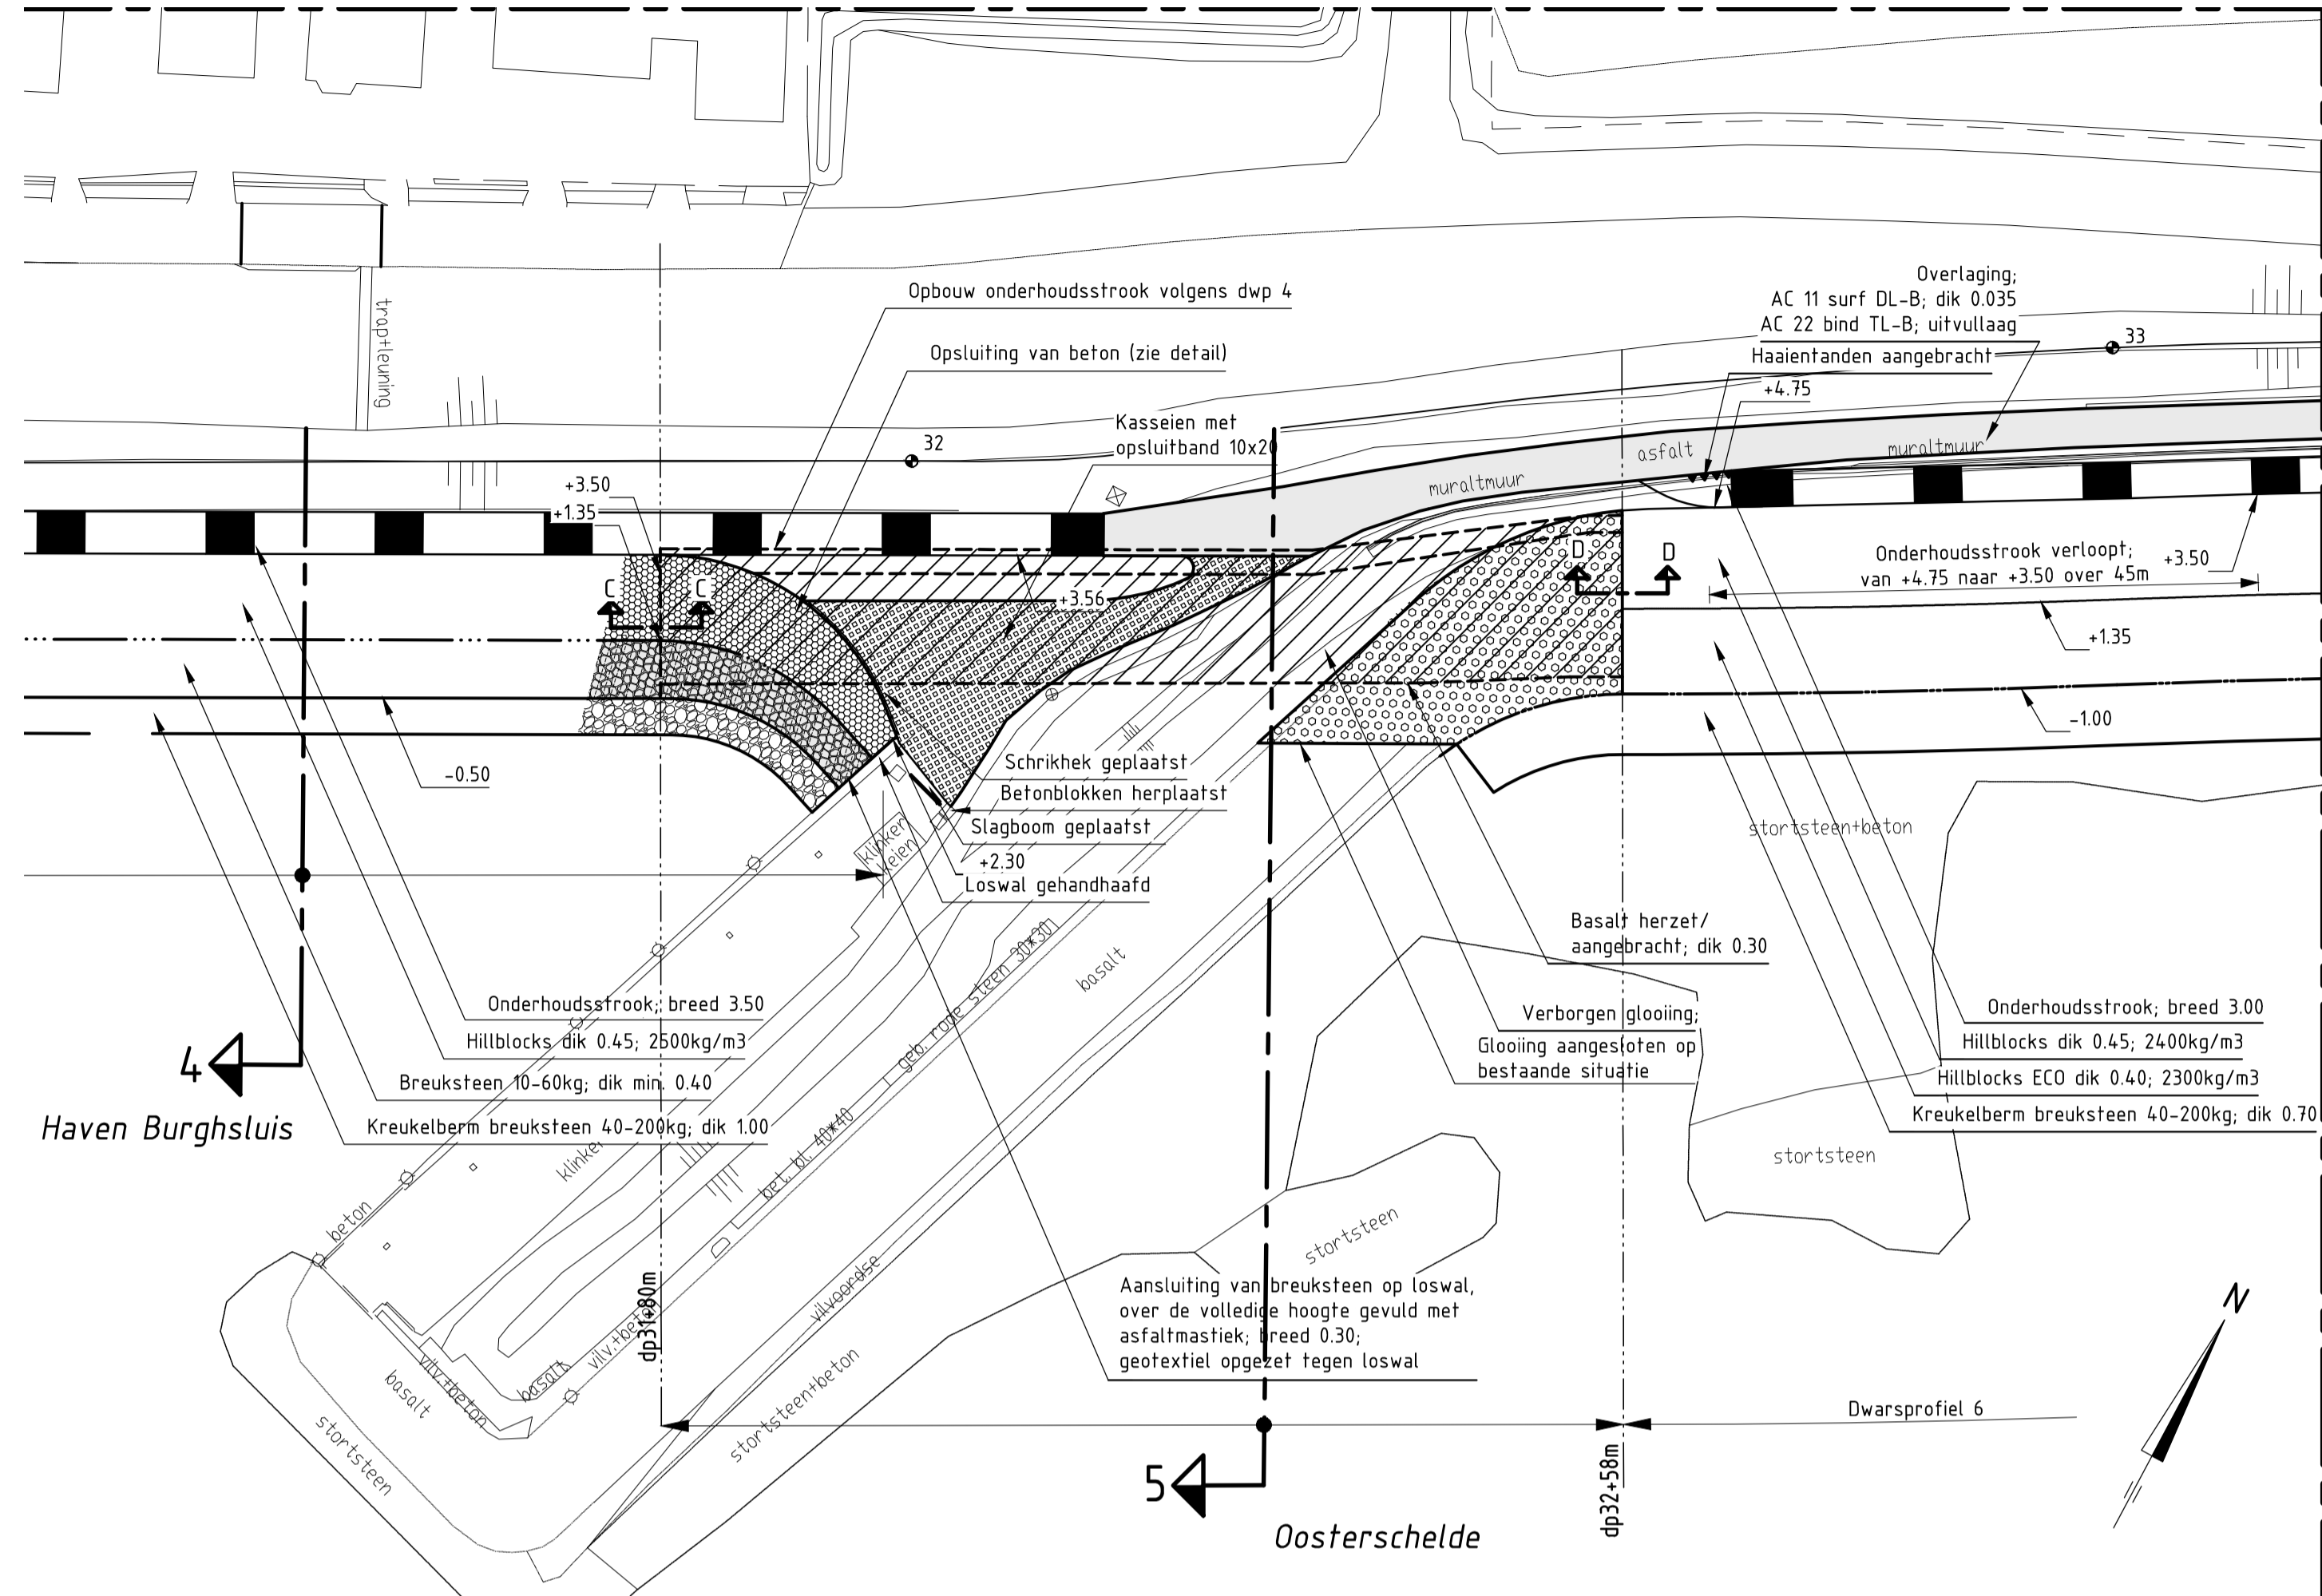 Opbouw onderhoudsstrook volgens dwp 4
Opsluiting van beton (zie detail)
Kasseien met
opsluitband 10x20
Overlaging;
AC 11 surf DL-B; dik 0.035
AC 22 bind TL-B; uitvullaag
Haaientanden aangebracht
+4.75
33
32
trap+leuning
asfalt
muraltmuur
muraltmuur
+3.50
+1.35
C
C
D
D
+3.56
Onderhoudsstrook verloopt;
van +4.75 naar +3.50 over 45m
+3.50
+1.35
-1.00
-0.50
Schrikhek geplaatst
Betonblokken herplaatst
Slagboom geplaatst
+2.30
Loswal gehandhaafd
klinker
keien
stortsteen+beton
Basalt herzet/
aangebracht; dik 0.30
Verborgen glooiing;
Glooiing aangesloten op
bestaande situatie
Onderhoudsstrook; breed 3.50
Hillblocks dik 0.45; 2500kg/m3
Breuksteen 10-60kg; dik min. 0.40
Kreukelberm breuksteen 40-200kg; dik 1.00
Onderhoudsstrook; breed 3.00
Hillblocks dik 0.45; 2400kg/m3
Hillblocks ECO dik 0.40; 2300kg/m3
Kreukelberm breuksteen 40-200kg; dik 0.70
4
Haven Burghsluis
geb. rode steen 30*30
basalt
bet. bl. 40*40
klinker
beton
vilvoordse
vilv.+beton
basalt
vilv.+beton
basalt
stortsteen
stortsteen+beton
stortsteen
stortsteen
Aansluiting van breuksteen op loswal,
over de volledige hoogte gevuld met
asfaltmastiek; breed 0.30;
geotextiel opgezet tegen loswal
dp31+80m
dp32+58m
Dwarsprofiel 6
5
Oosterschelde
N